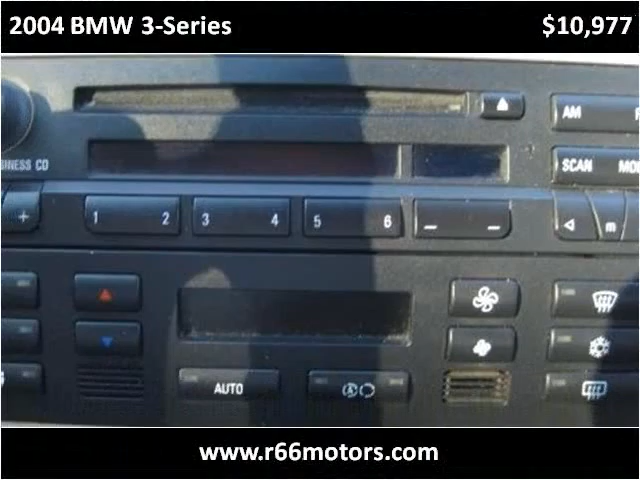 2004 BMW 3-Series $10,977
AM
INESS CD
SCAN
+
1 2 3 4 5 6
m
AUTO
A
www.r66motors.com